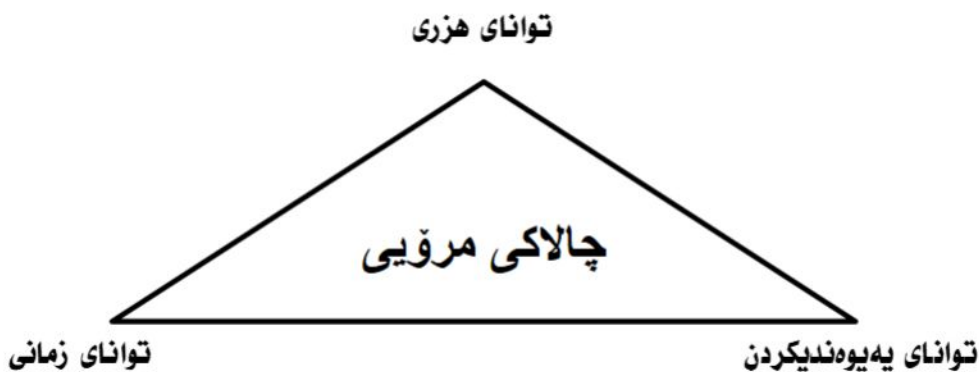 توانای هزری
چالاکی مرۆیی
توانای پەیوەندیکردن
توانای زمانی